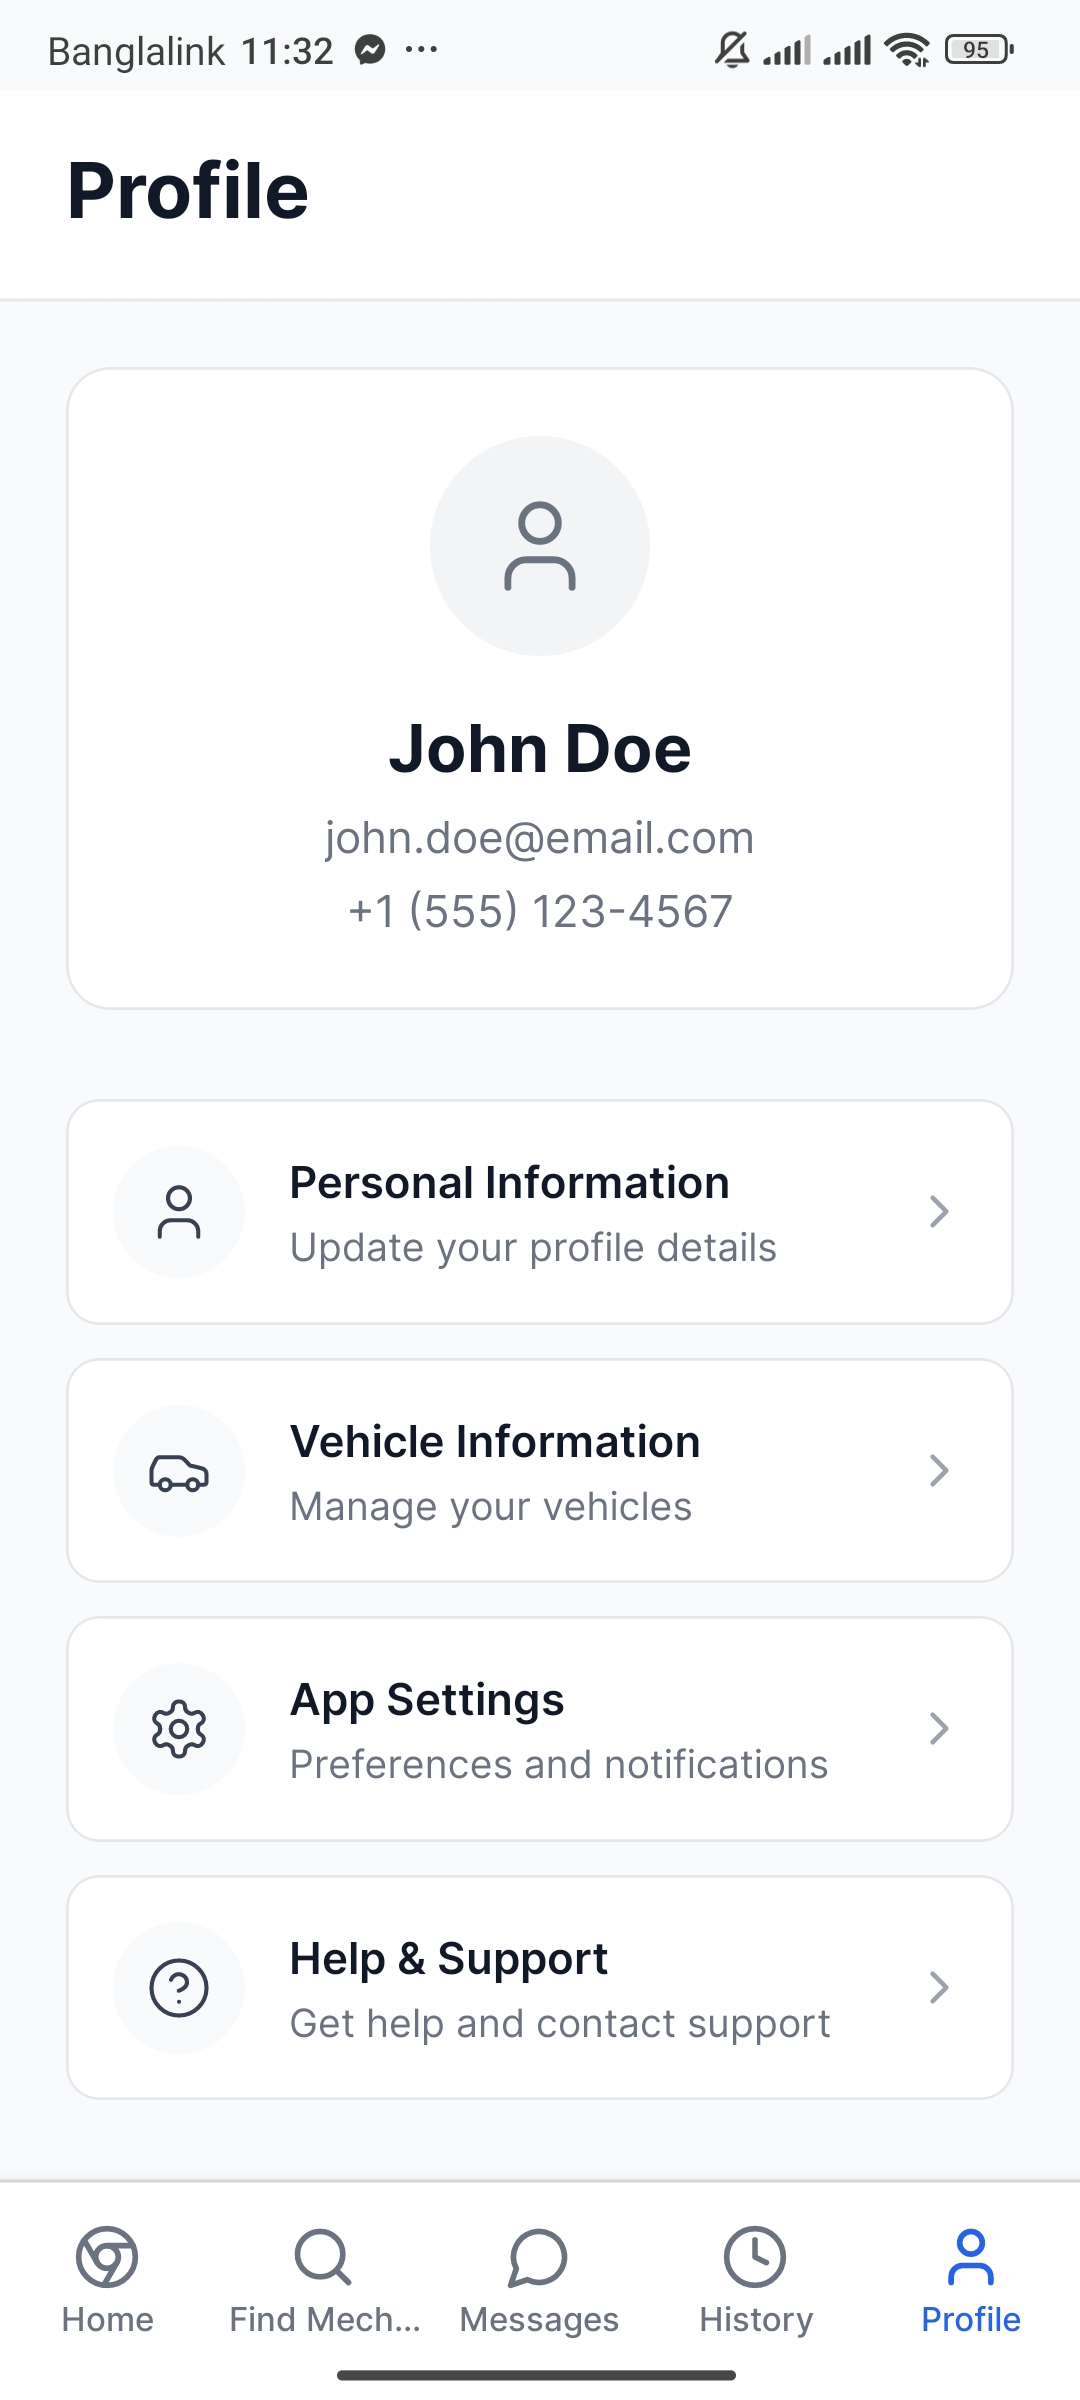 Banglalink 11:32
95
Profile
John Doe
john.doe@email.com
+1 (555) 123-4567
Personal Information
Update your profile details
Vehicle Information
Manage your vehicles
App Settings
Preferences and notifications
Help & Support
Get help and contact support
Home Find Mech... Messages History Profile